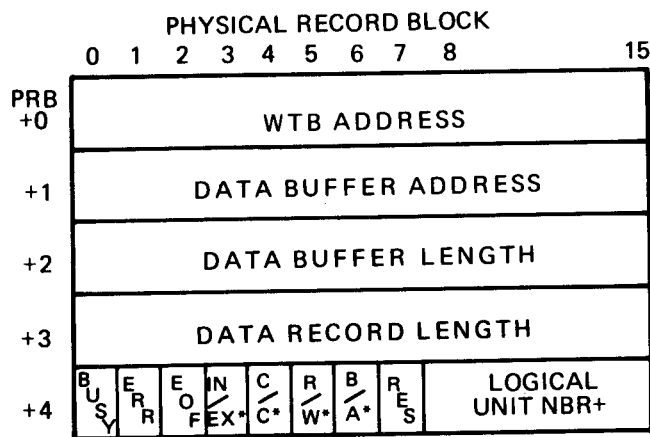 PHYSICAL RECORD BLOCK
0 1 2 3 4 5 6 7 8 15
PRB
+0 WTB ADDRESS
+1 DATA BUFFER ADDRESS
+2 DATA BUFFER LENGTH
+3 DATA RECORD LENGTH
+4 BUSY ERR EOF IN/EX* C/C* R/W* B/A* RES LOGICAL UNIT NBR+